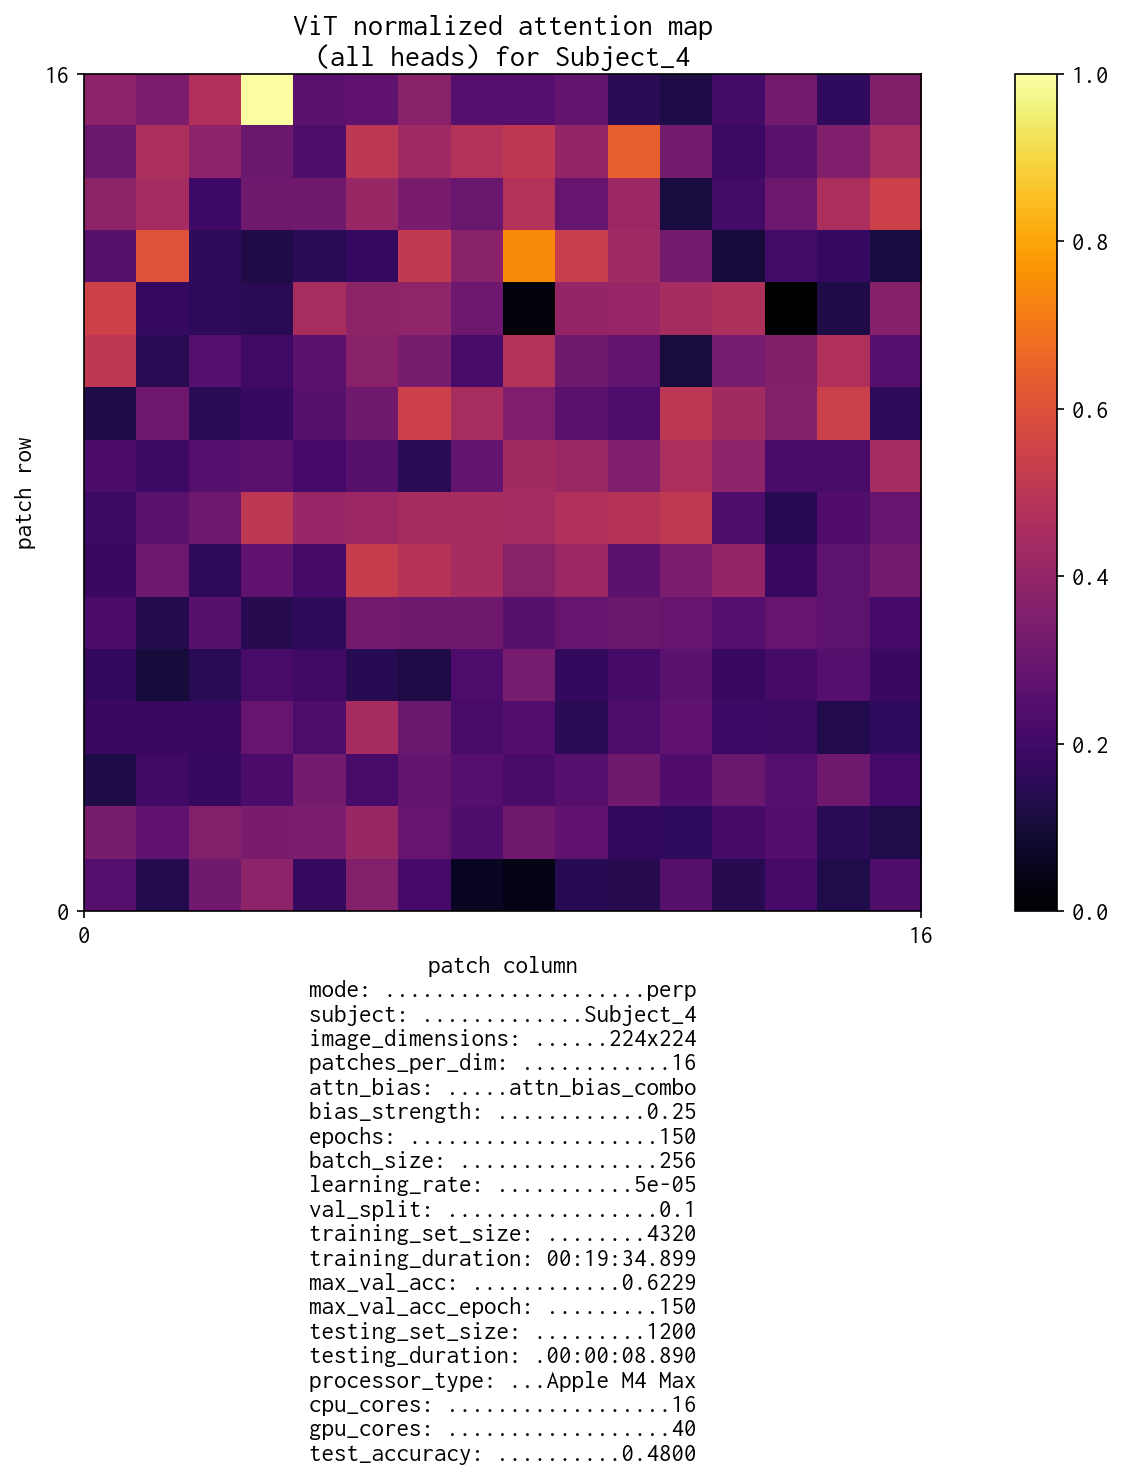 ViT normalized attention map
(all heads) for Subject_4
16
1.0
0.8
0.6
patch row
0.4
0.2
0
0.0
0
16
patch column
mode: .....................perp
subject: .............Subject_4
image_dimensions: ......224x224
patches_per_dim: ............16
attn_bias: .....attn_bias_combo
bias_strength: ............0.25
epochs: ....................150
batch_size: ................256
learning_rate: ...........5e-05
val_split: .................0.1
training_set_size: ........4320
training_duration: 00:19:34.899
max_val_acc: ............0.6229
max_val_acc_epoch: .........150
testing_set_size: .........1200
testing_duration: .00:00:08.890
processor_type: ...Apple M4 Max
cpu_cores: ..................16
gpu_cores: ..................40
test_accuracy: ..........0.4800